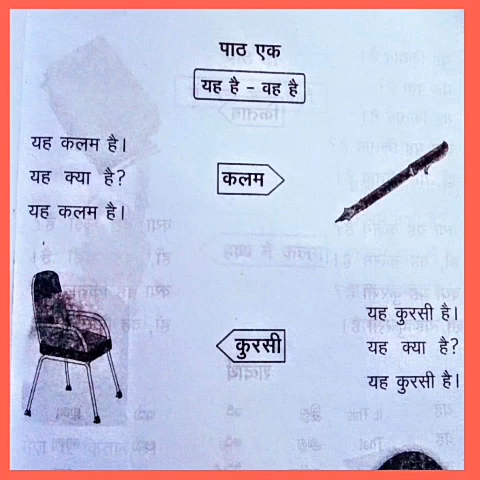 पाठ एक
यह है - वह है
यह कलम है।
यह क्या है?
यह कलम है।
कलम
कुरसी
यह कुरसी है।
यह क्या है?
यह कुरसी है।